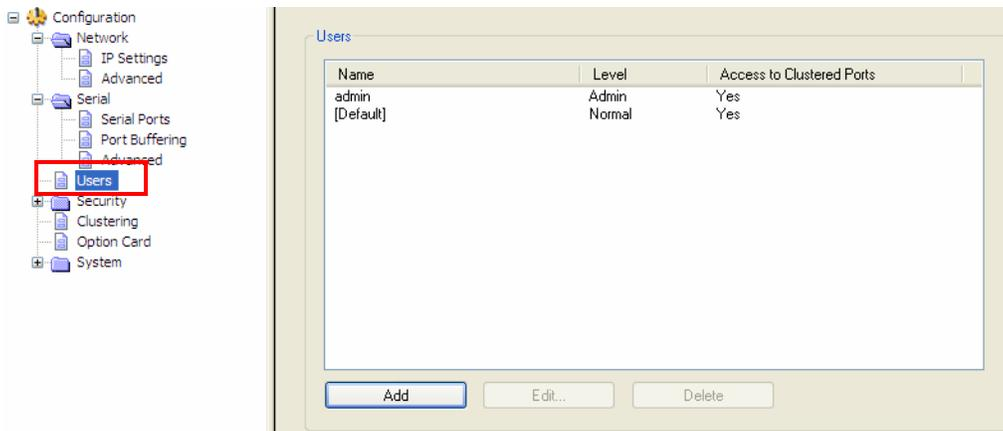 Configuration
Network
IP Settings
Advanced
Serial
Serial Ports
Port Buffering
Advanced
Users
Security
Clustering
Option Card
System
Users
Name Level Access to Clustered Ports
admin Admin Yes
[Default] Normal Yes
Add Edit... Delete